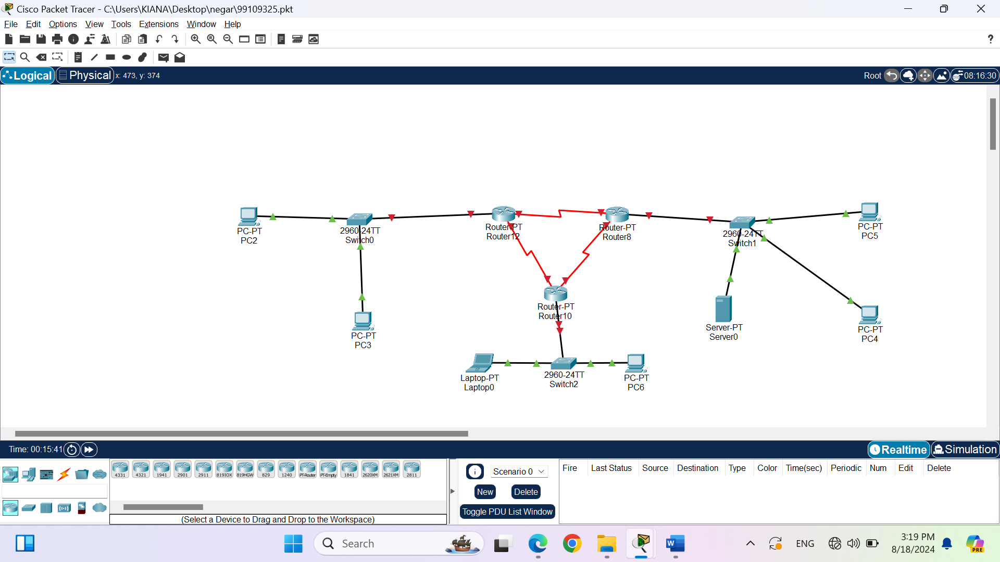 Cisco Packet Tracer - C:\Users\KIANA\Desktop\negar\99109325.pkt
File Edit Options View Tools Extensions Window Help
?
Logical Physical x: 473, y: 374 Root 08:16:30
PC-PT
PC2
2960-24TT
Switch0
Router-PT
Router12
Router-PT
Router8
2960-24TT
Switch1
PC-PT
PC5
PC-PT
PC3
Router-PT
Router10
Server-PT
Server0
PC-PT
PC4
Laptop-PT
Laptop0
2960-24TT
Switch2
PC-PT
PC6
Time: 00:15:41 Realtime Simulation
4331 4321 1941 2901 2911 819IOX 819HGW 829 1240 PT-Router PT-Empty 1841 2620XM 2621XM 2811
(Select a Device to Drag and Drop to the Workspace)
Scenario 0
New Delete
Toggle PDU List Window
Fire Last Status Source Destination Type Color Time(sec) Periodic Num Edit Delete
Search
W
ENG
3:19 PM
8/18/2024
PRE